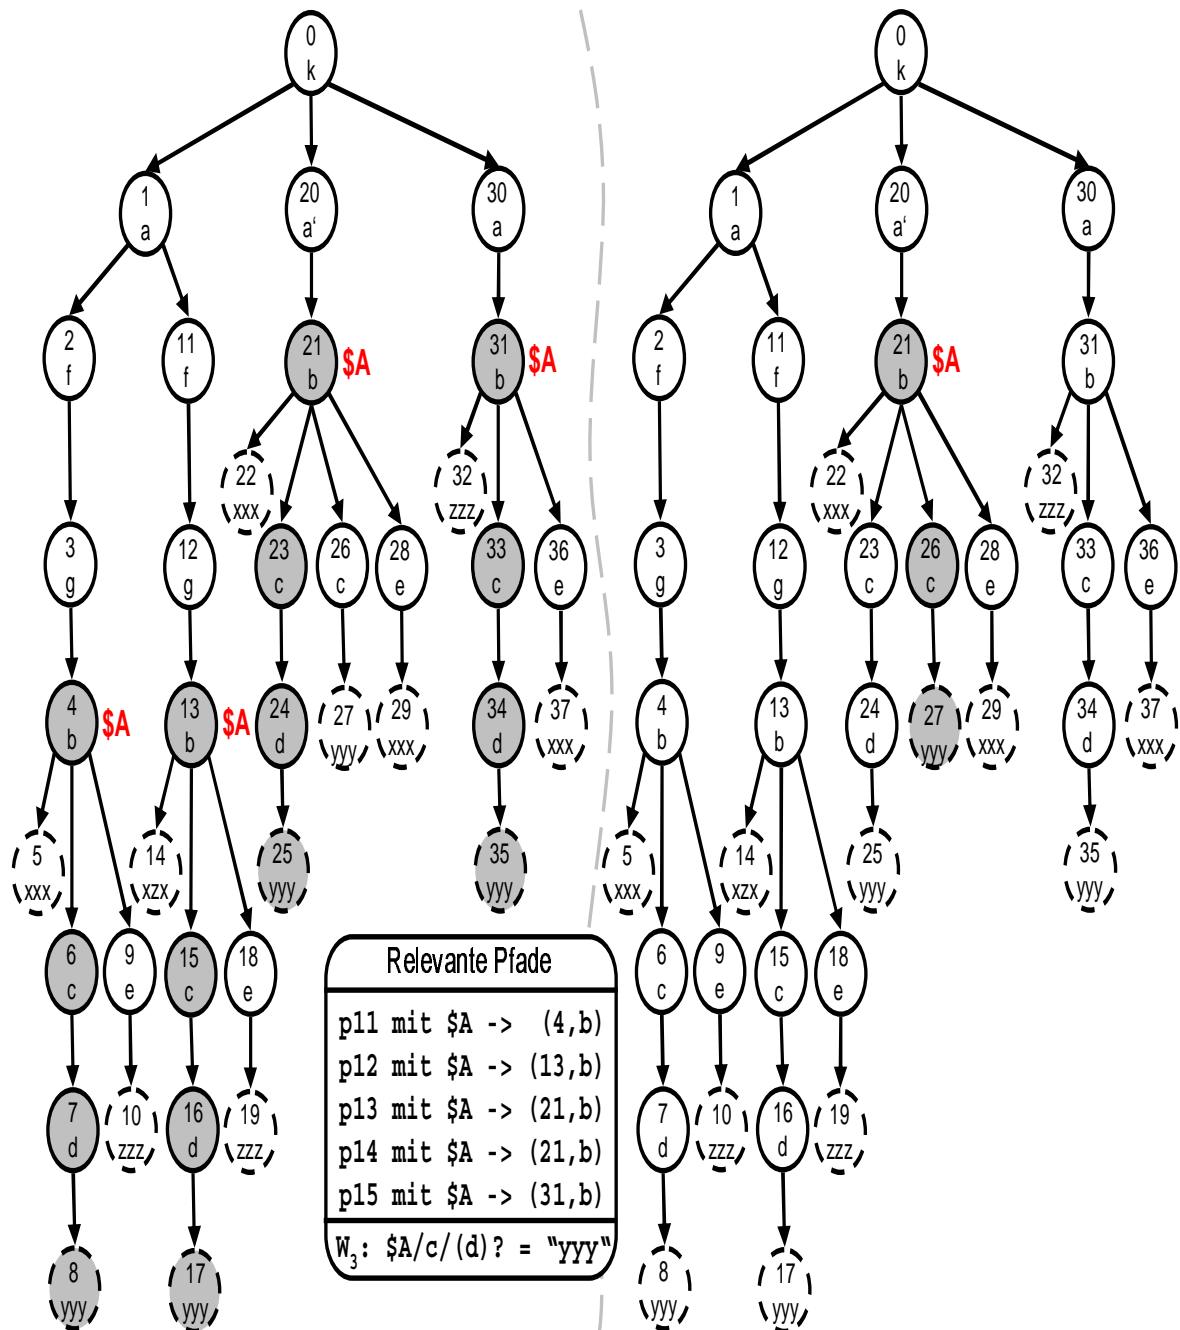 0
k
0
k
1
a
20
a‘
30
a
1
a
20
a‘
30
a
2
f
11
f
21
b
$A
31
b
$A
2
f
11
f
21
b
$A
31
b
22
xxx
32
zzz
22
xxx
32
zzz
3
g
12
g
23
c
26
c
28
e
33
c
36
e
3
g
12
g
23
c
26
c
28
e
33
c
36
e
4
b
$A
13
b
$A
24
d
27
yyy
29
xxx
34
d
37
xxx
4
b
13
b
24
d
27
yyy
29
xxx
34
d
37
xxx
5
xxx
14
xzx
25
yyy
35
yyy
5
xxx
14
xzx
25
yyy
35
yyy
6
c
9
e
15
c
18
e
6
c
9
e
15
c
18
e
7
d
10
zzz
16
d
19
zzz
7
d
10
zzz
16
d
19
zzz
8
yyy
17
yyy
8
yyy
17
yyy
Relevante Pfade
p11 mit $A -> (4,b)
p12 mit $A -> (13,b)
p13 mit $A -> (21,b)
p14 mit $A -> (21,b)
p15 mit $A -> (31,b)
W3: $A/c/(d)? = “yyy“